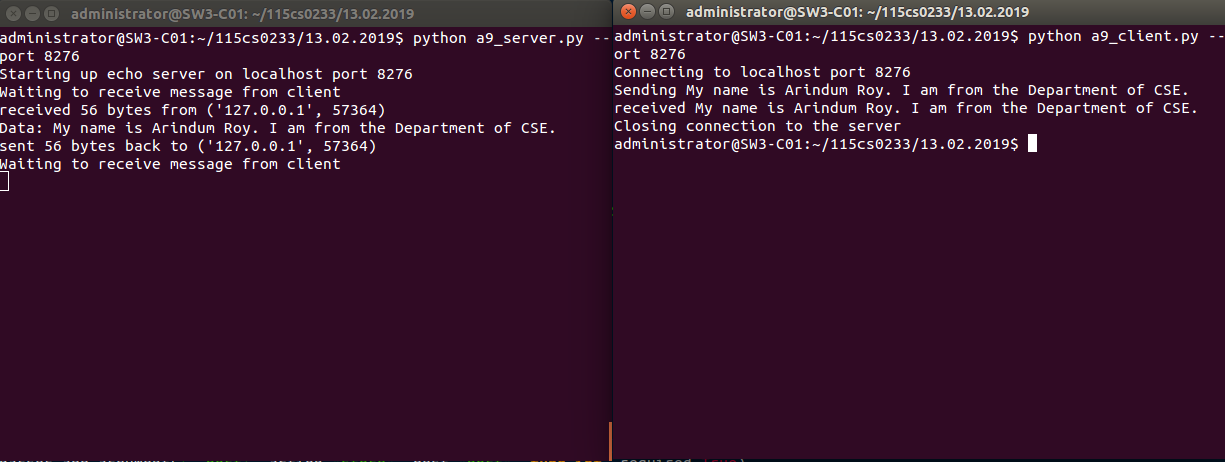 administrator@SW3-C01: ~/115cs0233/13.02.2019
administrator@SW3-C01:~/115cs0233/13.02.2019$ python a9_server.py --
port 8276
Starting up echo server on localhost port 8276
Waiting to receive message from client
received 56 bytes from ('127.0.0.1', 57364)
Data: My name is Arindum Roy. I am from the Department of CSE.
sent 56 bytes back to ('127.0.0.1', 57364)
Waiting to receive message from client
administrator@SW3-C01: ~/115cs0233/13.02.2019
administrator@SW3-C01:~/115cs0233/13.02.2019$ python a9_client.py --
ort 8276
Connecting to localhost port 8276
Sending My name is Arindum Roy. I am from the Department of CSE.
received My name is Arindum Roy. I am from the Department of CSE.
Closing connection to the server
administrator@SW3-C01:~/115cs0233/13.02.2019$